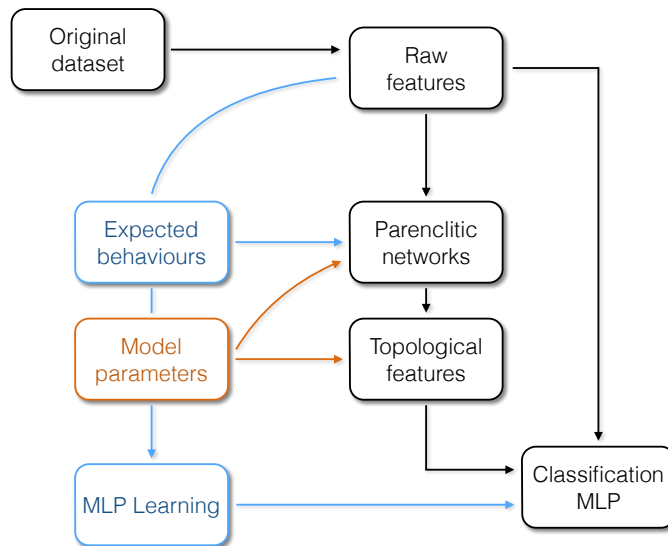 Original
dataset
Raw
features
Expected
behaviours
Parenclitic
networks
Model
parameters
Topological
features
MLP Learning
Classification
MLP